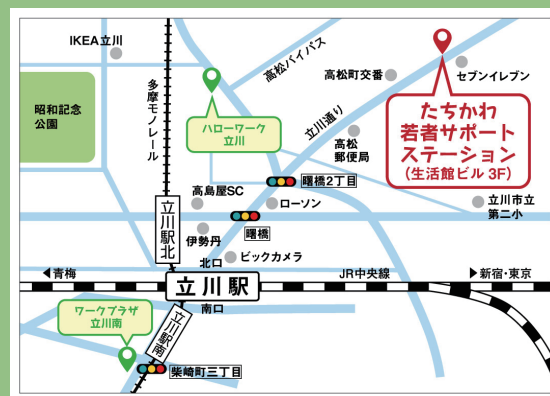 IKEA立川
昭和記念
公園
多摩モノレール
ハローワーク
立川
高松バイパス
高松町交番
セブンイレブン
たちかわ
若者サポート
ステーション
(生活館ビル 3F)
立川通り
高松
郵便局
曙橋2丁目
高島屋SC
ローソン
立川市立
第二小
伊勢丹
曙橋
立川駅北
北口
ビックカメラ
青梅
JR中央線
新宿・東京
立川駅
南口
ワークプラザ
立川南
立川駅南
柴崎町三丁目